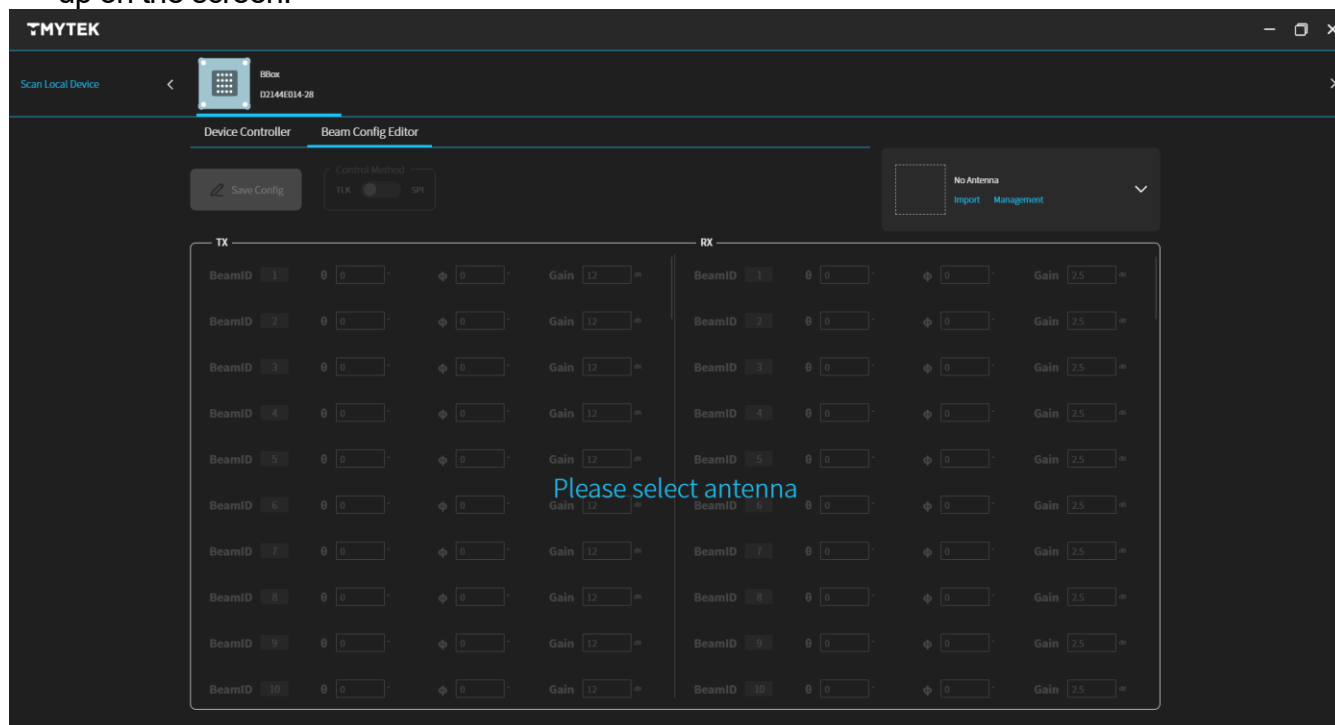 up on the screen.
TMYTEK
Scan Local Device
BBox
D2144E014-28
Device Controller Beam Config Editor
Save Config
Control Method
TLK SPI
No Antenna
Import Management
TX
RX
BeamID 1 θ 0 ° ϕ 0 ° Gain 12 dB BeamID 1 θ 0 ° ϕ 0 ° Gain 2.5 dB
BeamID 2 θ 0 ° ϕ 0 ° Gain 12 dB BeamID 2 θ 0 ° ϕ 0 ° Gain 2.5 dB
BeamID 3 θ 0 ° ϕ 0 ° Gain 12 dB BeamID 3 θ 0 ° ϕ 0 ° Gain 2.5 dB
BeamID 4 θ 0 ° ϕ 0 ° Gain 12 dB BeamID 4 θ 0 ° ϕ 0 ° Gain 2.5 dB
BeamID 5 θ 0 ° ϕ 0 ° Gain 12 dB BeamID 5 θ 0 ° ϕ 0 ° Gain 2.5 dB
Please select antenna
BeamID 6 θ 0 ° ϕ 0 ° Gain 12 dB BeamID 6 θ 0 ° ϕ 0 ° Gain 2.5 dB
BeamID 7 θ 0 ° ϕ 0 ° Gain 12 dB BeamID 7 θ 0 ° ϕ 0 ° Gain 2.5 dB
BeamID 8 θ 0 ° ϕ 0 ° Gain 12 dB BeamID 8 θ 0 ° ϕ 0 ° Gain 2.5 dB
BeamID 9 θ 0 ° ϕ 0 ° Gain 12 dB BeamID 9 θ 0 ° ϕ 0 ° Gain 2.5 dB
BeamID 10 θ 0 ° ϕ 0 ° Gain 12 dB BeamID 10 θ 0 ° ϕ 0 ° Gain 2.5 dB